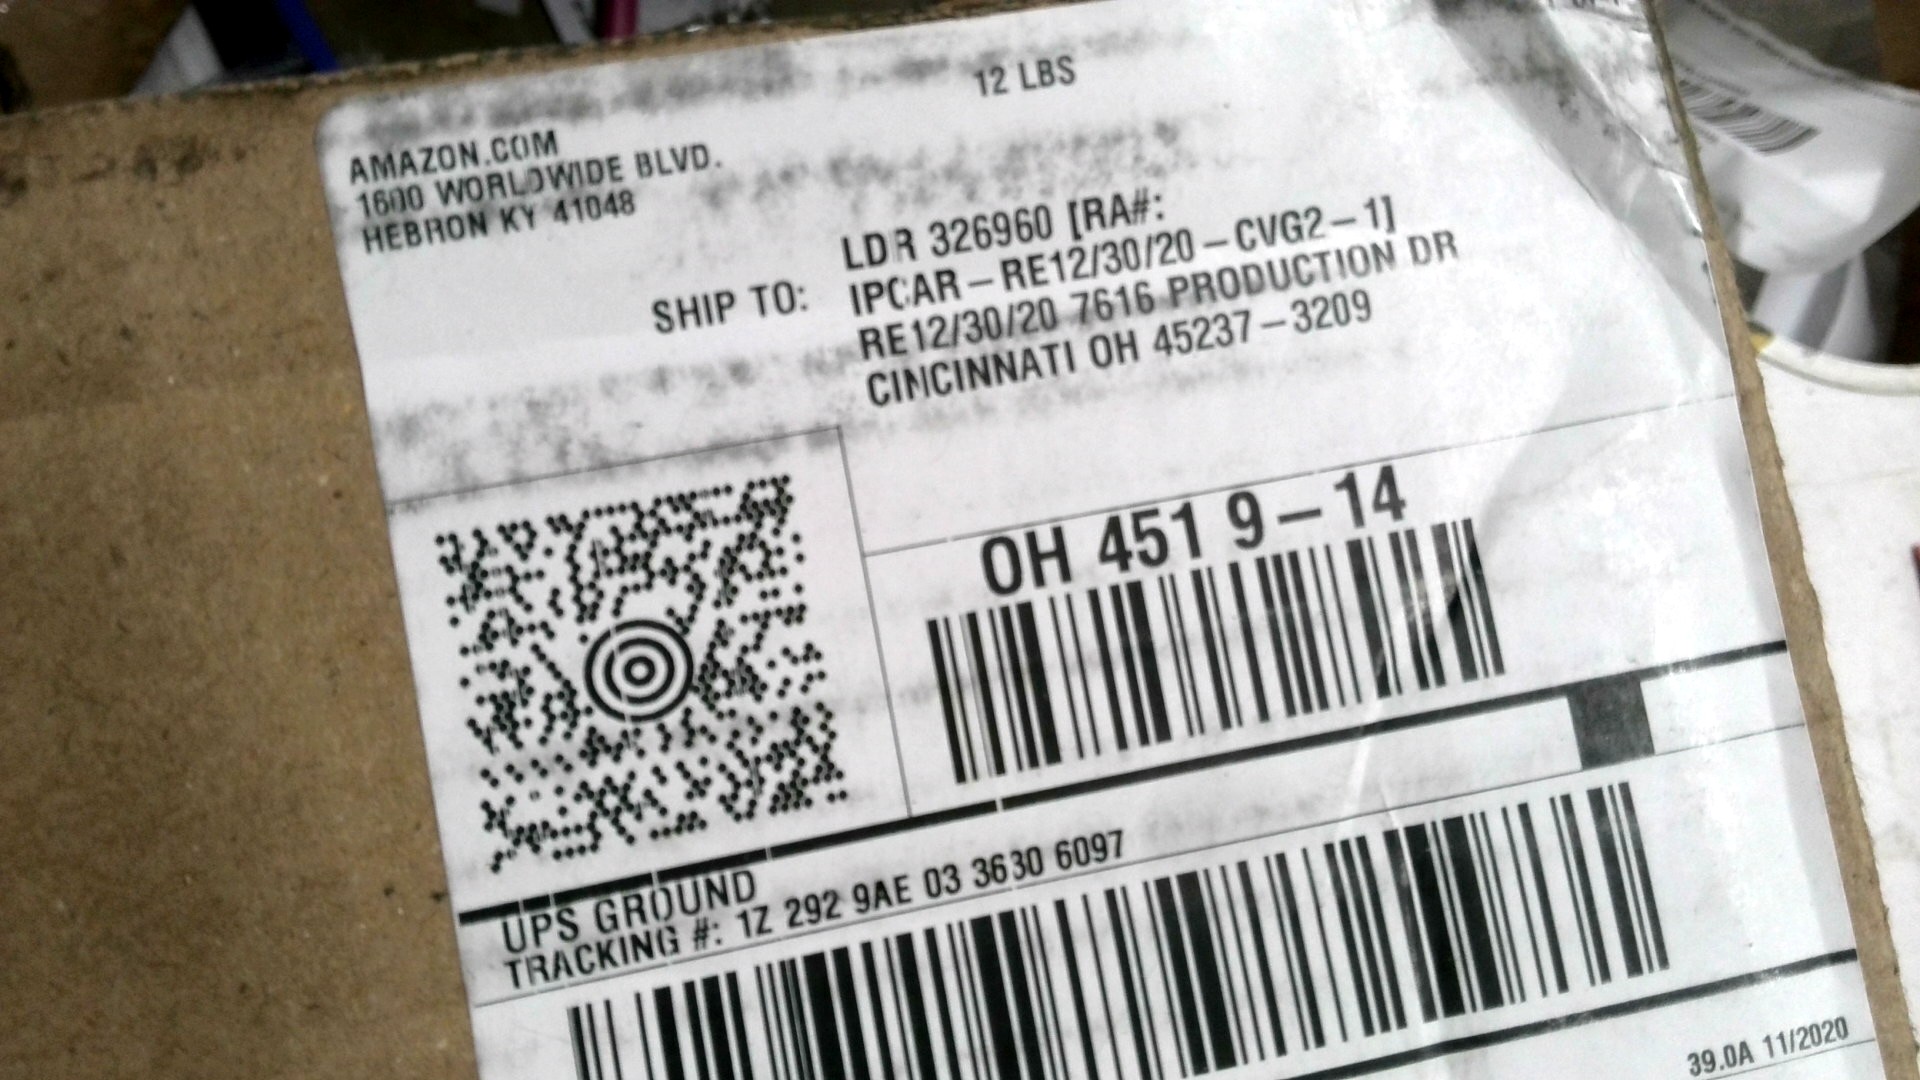 12 LBS
AMAZON.COM
1600 WORLDWIDE BLVD.
HEBRON KY 41048
SHIP TO:
LDR 326960 [RA#:
IPCAR-RE12/30/20-CVG2-1]
RE12/30/20 7616 PRODUCTION DR
CINCINNATI OH 45237-3209
OH 451 9-14
UPS GROUND
TRACKING #: 1Z 292 9AE 03 3630 6097
39.0A 11/2020